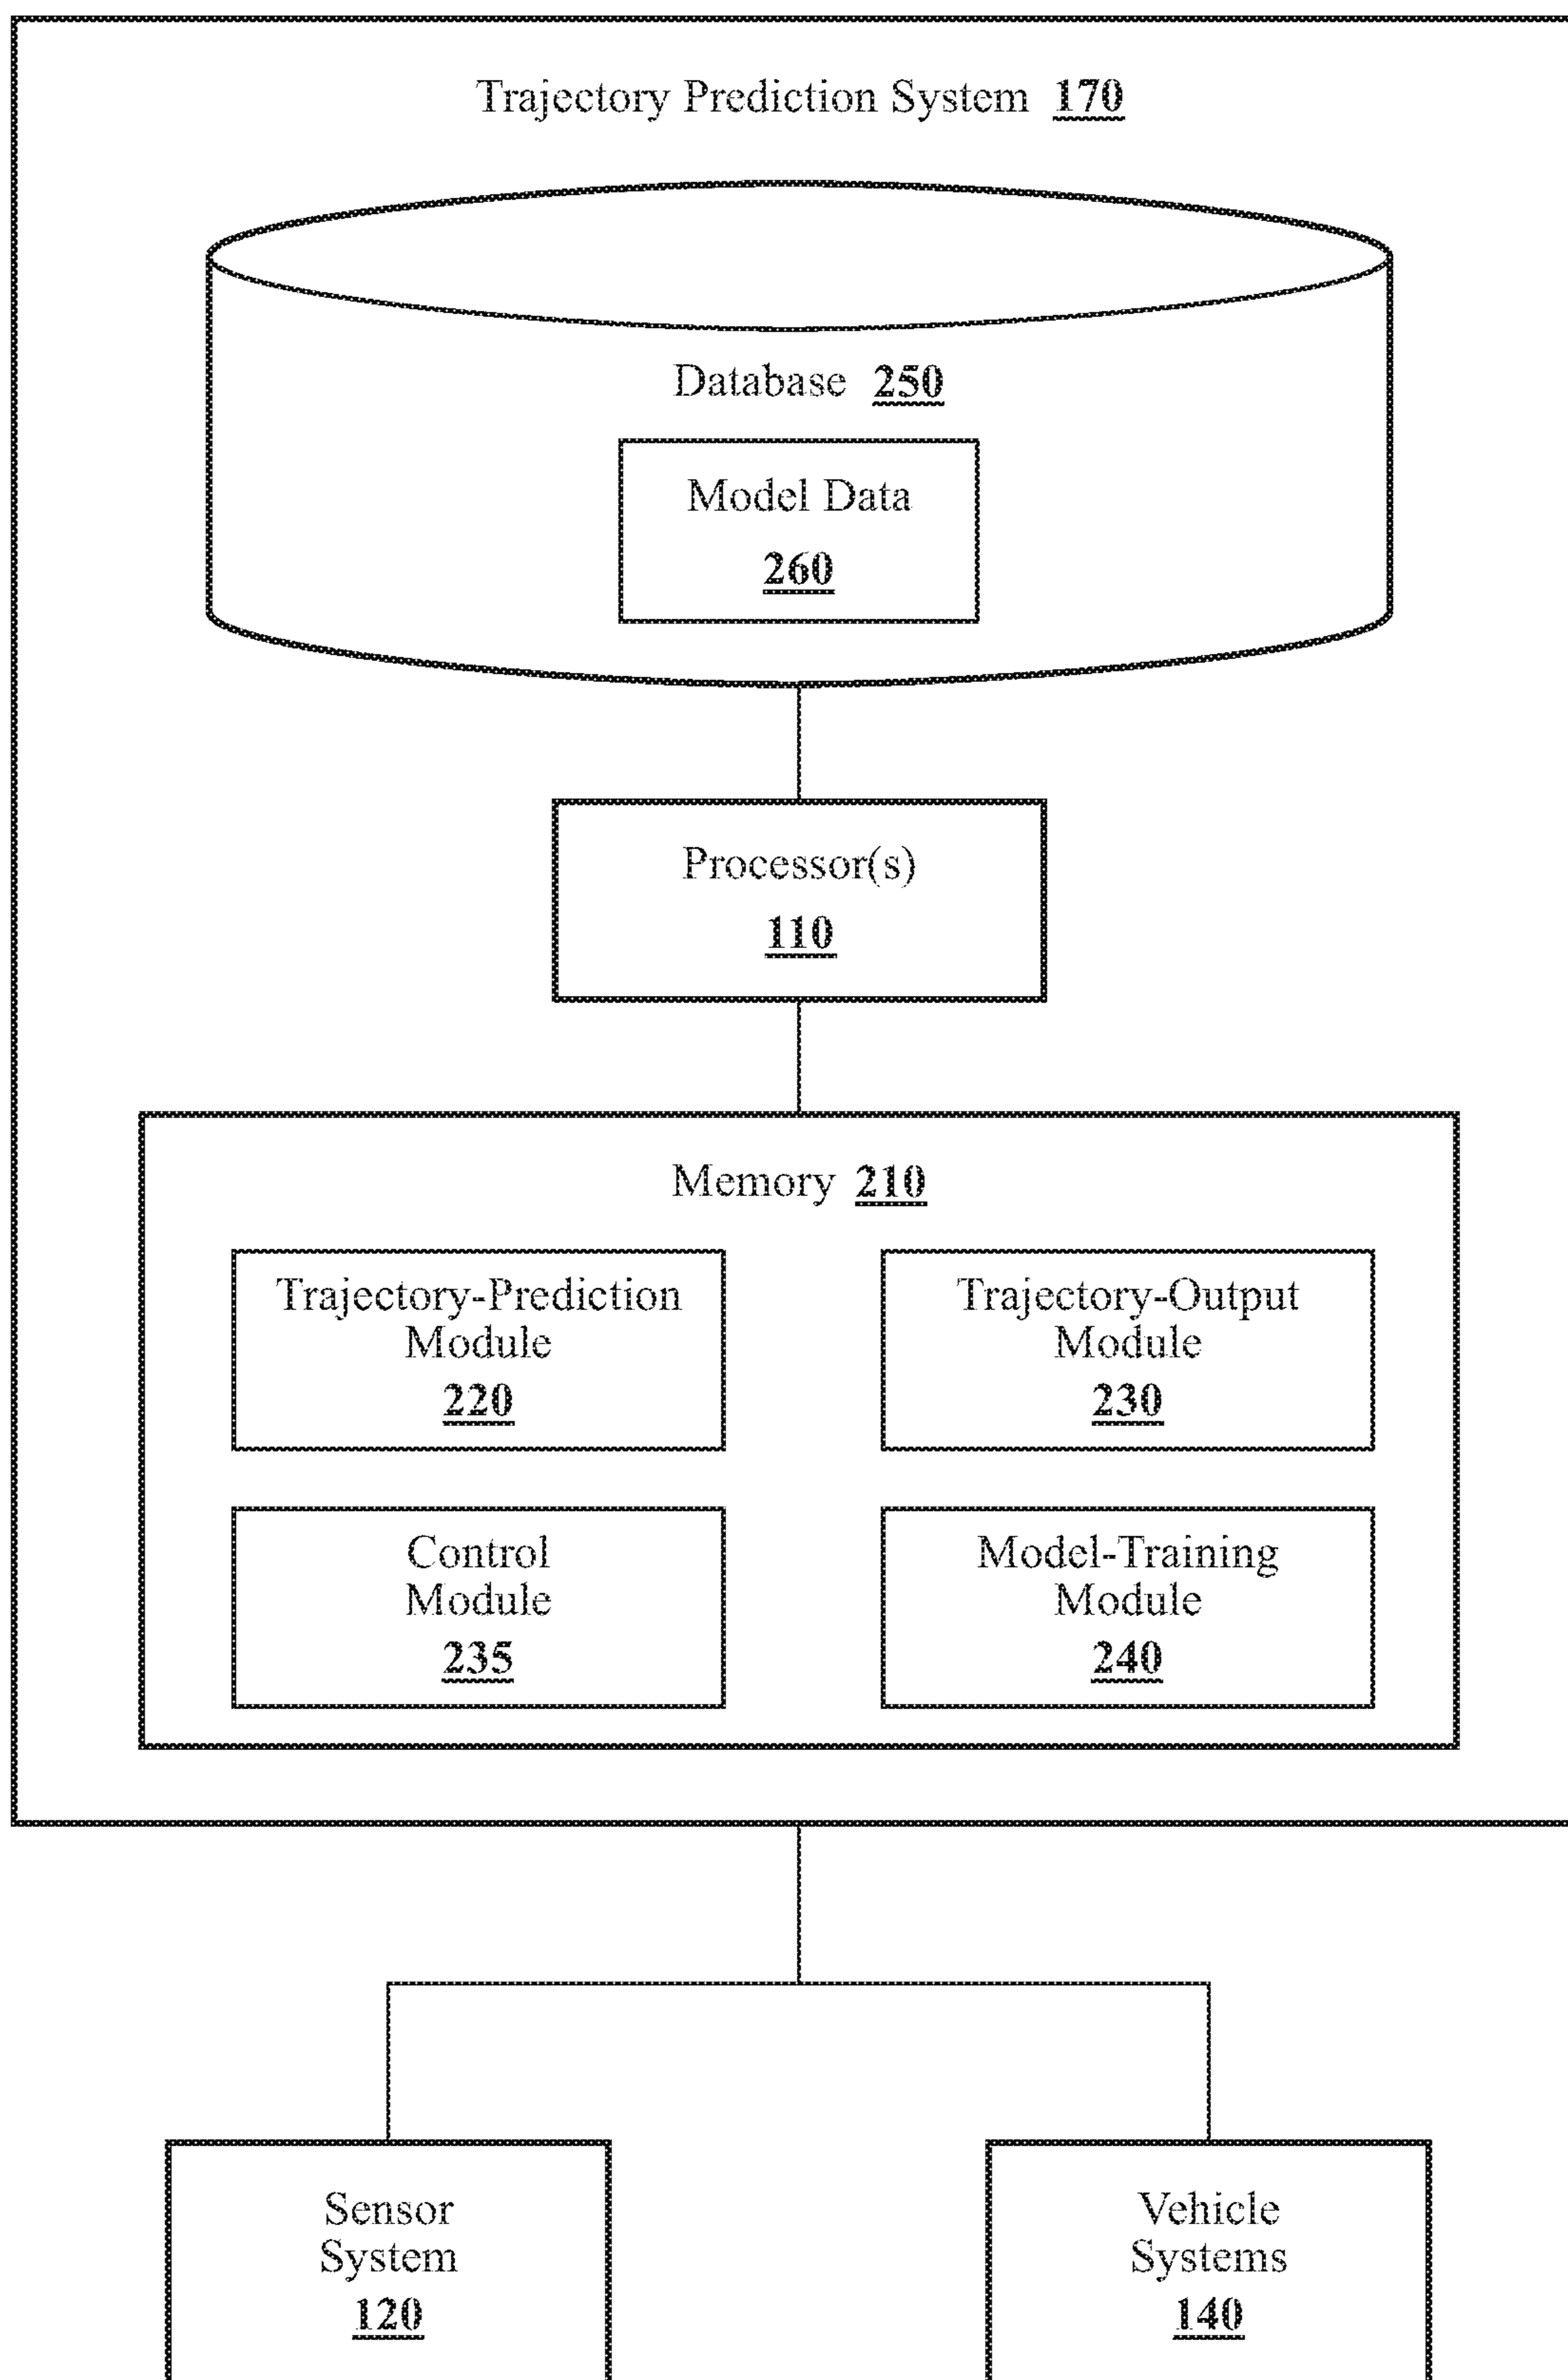 Trajectory Prediction System 170
Database 250
Model Data
260
Processor(s)
110
Memory 210
Trajectory-Prediction
Module
220
Trajectory-Output
Module
230
Control
Module
235
Model-Training
Module
240
Sensor
System
120
Vehicle
Systems
140